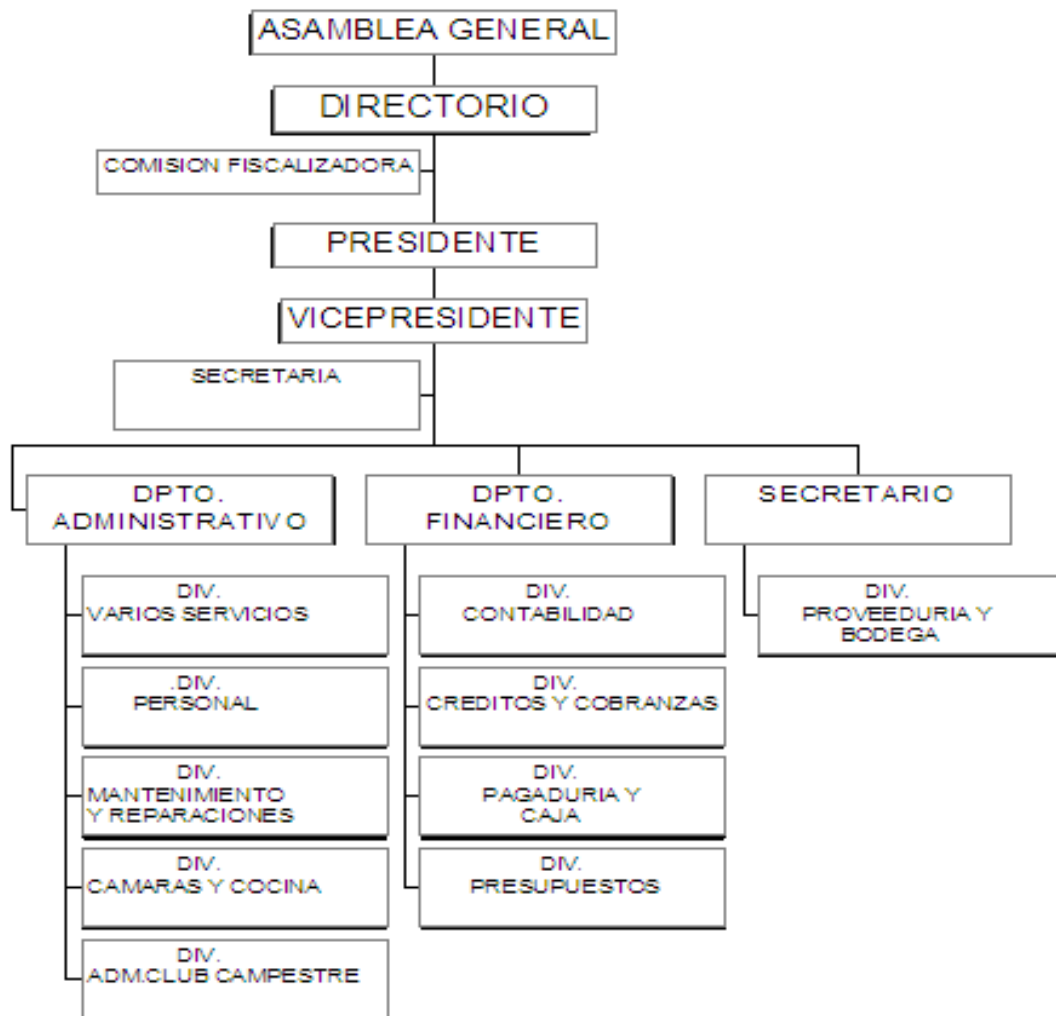 ASAMBLEA GENERAL
DIRECTORIO
COMISION FISCALIZADORA
PRESIDENTE
VICEPRESIDENTE
SECRETARIA
DPTO.
ADMINISTRATIVO
DPTO.
FINANCIERO
SECRETARIO
DIV.
VARIOS SERVICIOS
.DIV.
PERSONAL
DIV.
MANTENIMIENTO
Y REPARACIONES
DIV.
CAMARAS Y COCINA
DIV.
ADM.CLUB CAMPESTRE
DIV.
CONTABILIDAD
DIV.
CREDITOS Y COBRANZAS
DIV.
PAGADURIA Y
CAJA
DIV.
PRESUPUESTOS
DIV.
PROVEEDURIA Y
BODEGA